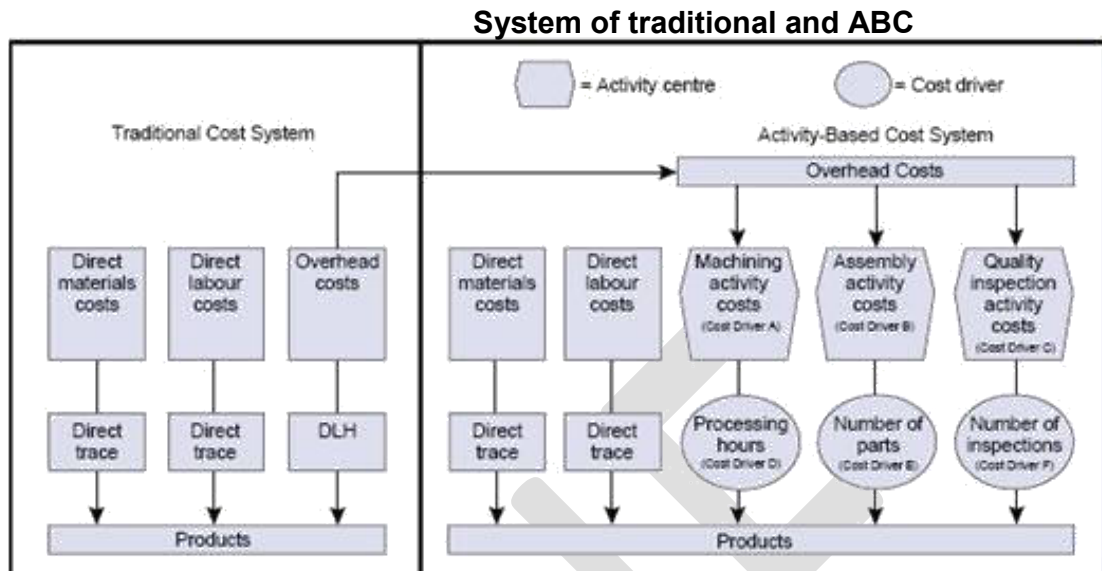 System of traditional and ABC
= Activity centre
= Cost driver
Traditional Cost System
Activity-Based Cost System
Overhead Costs
Direct
materials
costs
Direct
labour
costs
Overhead
costs
Direct
materials
costs
Direct
labour
costs
Machining
activity
costs
(Cost Driver A)
Assembly
activity
costs
(Cost Driver B)
Quality
inspection
activity
costs
(Cost Driver C)
Direct
trace
Direct
trace
DLH
Direct
trace
Direct
trace
Processing
hours
(Cost Driver D)
Number of
parts
(Cost Driver E)
Number of
inspections
(Cost Driver F)
Products
Products